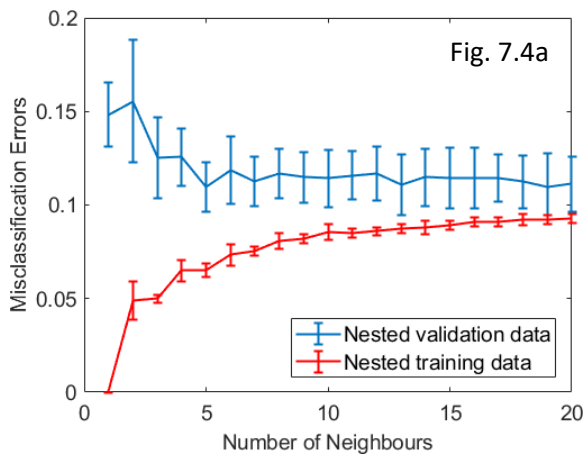 0.2
Fig. 7.4a
0.15
0.1
0.05
0
Misclassification Errors
Nested validation data
Nested training data
0 5 10 15 20
Number of Neighbours